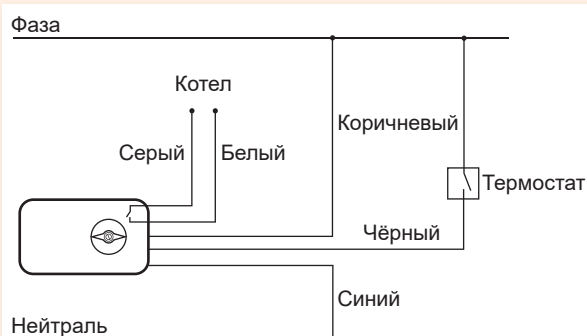 Фаза
Котел
Коричневый
Серый
Белый
Термостат
Чёрный
Синий
Нейтраль